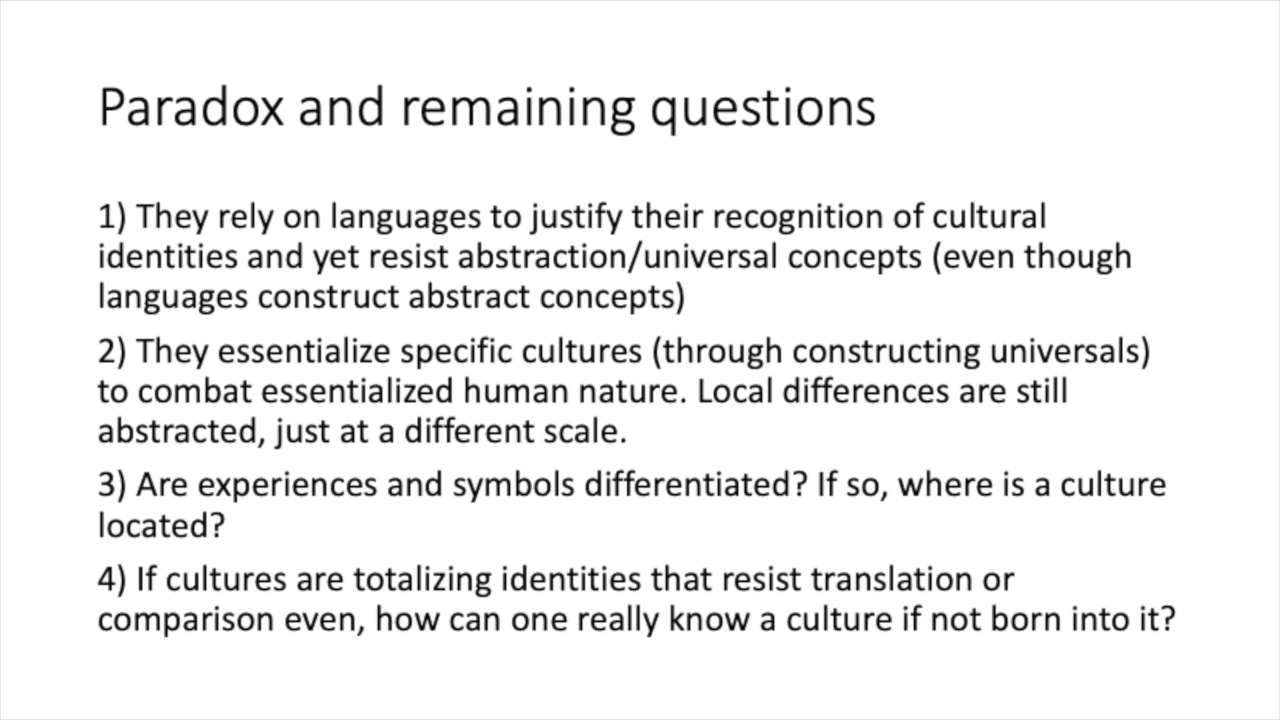 Paradox and remaining questions
1) They rely on languages to justify their recognition of cultural
identities and yet resist abstraction/universal concepts (even though
languages construct abstract concepts)
2) They essentialize specific cultures (through constructing universals)
to combat essentialized human nature. Local differences are still
abstracted, just at a different scale.
3) Are experiences and symbols differentiated? If so, where is a culture
located?
4) If cultures are totalizing identities that resist translation or
comparison even, how can one really know a culture if not born into it?